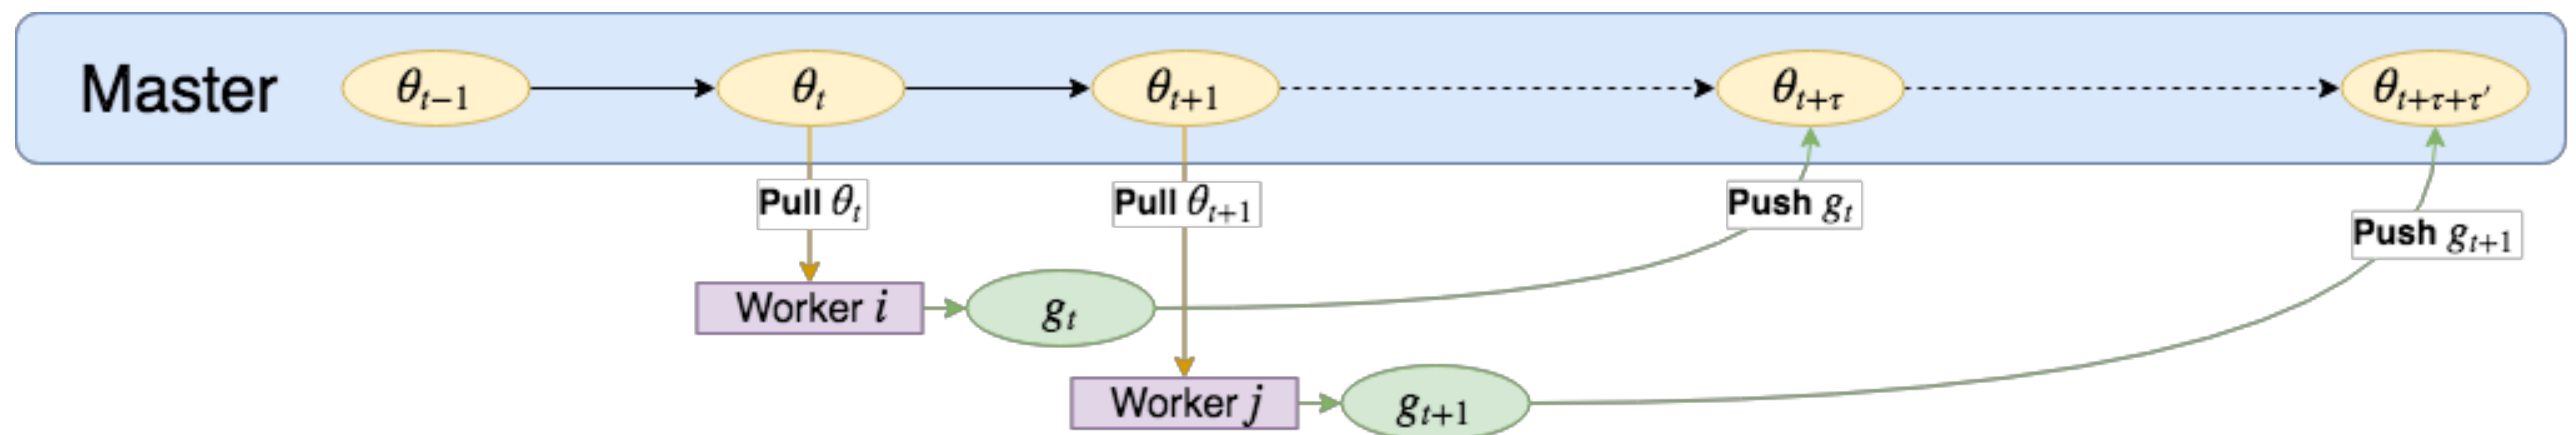 Master
θt−1
θt
θt+1
θt+τ
θt+τ+τ′
Pull θt
Pull θt+1
Push gt
Push gt+1
Worker i
gt
Worker j
gt+1